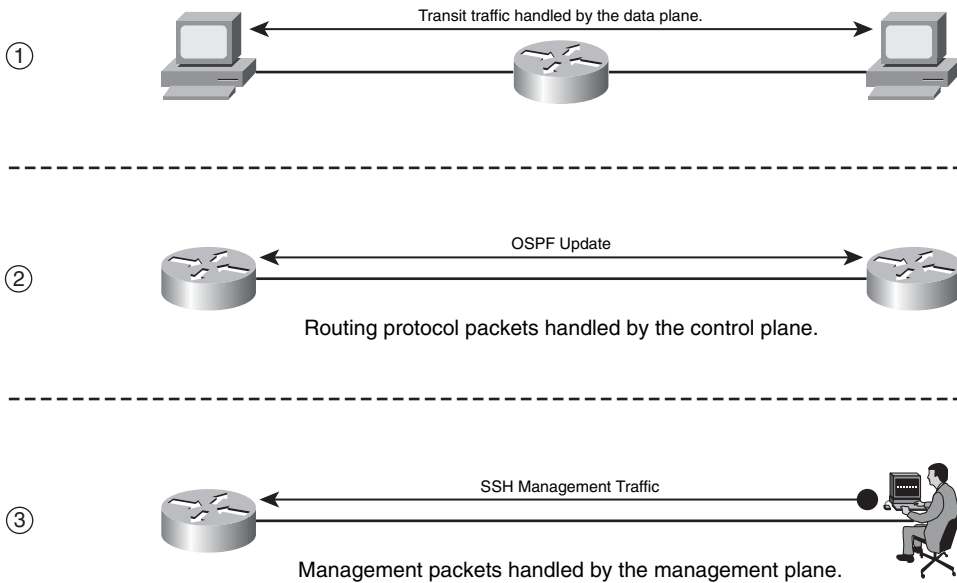 Transit traffic handled by the data plane.
1
OSPF Update
2
Routing protocol packets handled by the control plane.
SSH Management Traffic
3
Management packets handled by the management plane.